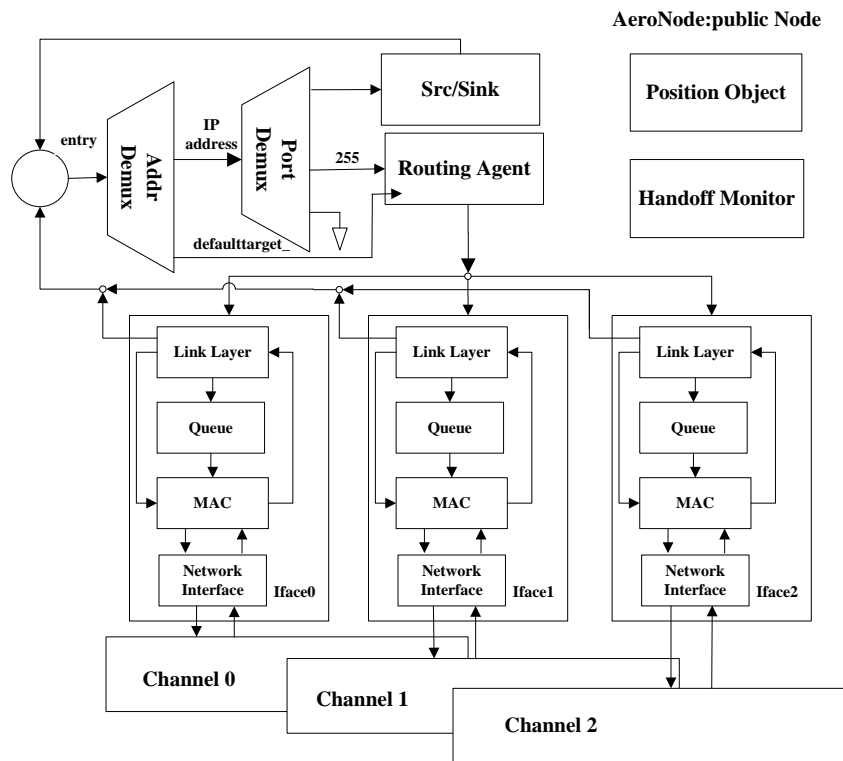 AeroNode:public Node
Src/Sink
Position Object
entry
Addr
Demux
IP
address
Port
Demux
255
Routing Agent
Handoff Monitor
defaulttarget_
Link Layer
Queue
MAC
Network
Interface
Iface0
Link Layer
Queue
MAC
Network
Interface
Iface1
Link Layer
Queue
MAC
Network
Interface
Iface2
Channel 0
Channel 1
Channel 2